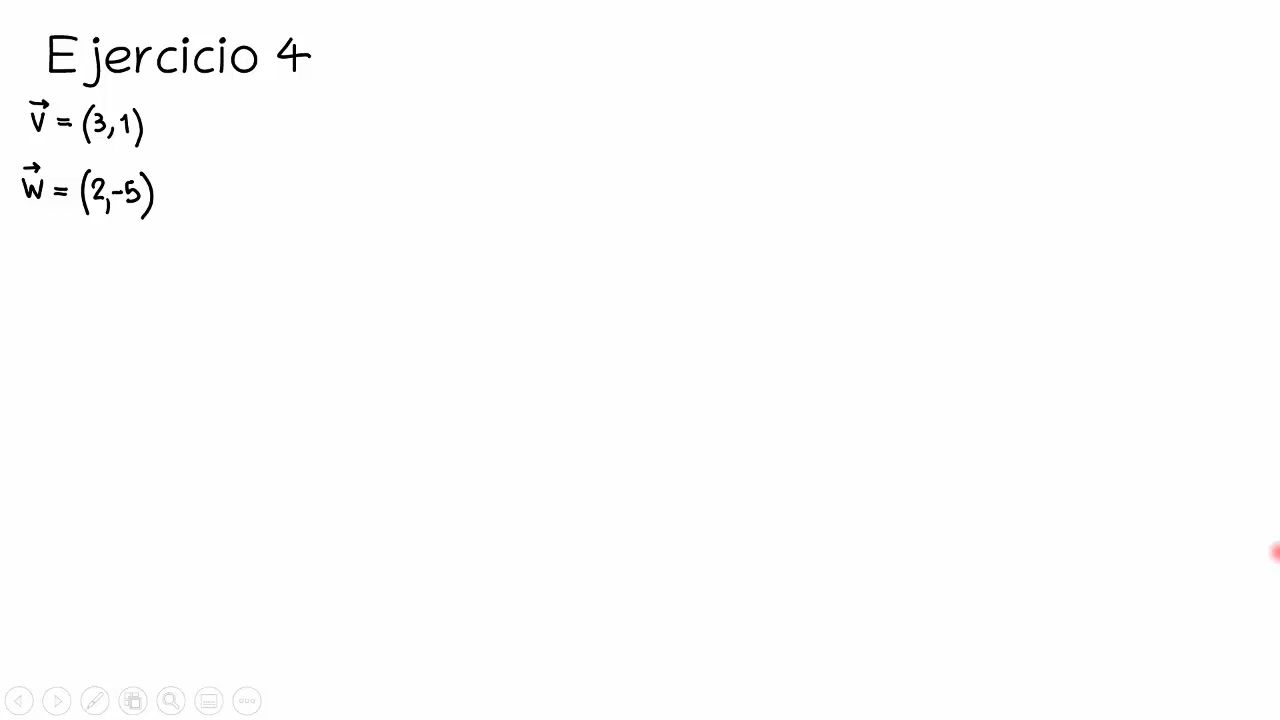 Ejercicio 4
v⃗ = (3,1)
w⃗ = (2,-5)